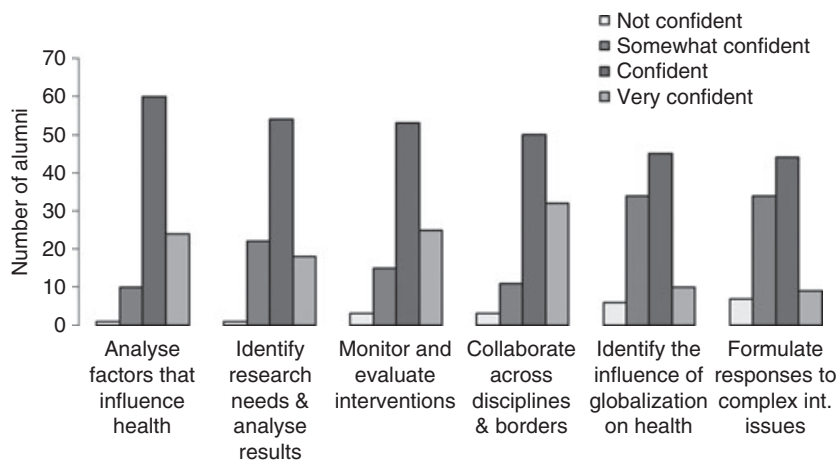 Not confident
Somewhat confident
Confident
Very confident
Number of alumni
70
60
50
40
30
20
10
0
Analyse
factors that
influence
health
Identify
research
needs &
analyse
results
Monitor and
evaluate
interventions
Collaborate
across
disciplines
& borders
Identify the
influence of
globalization
on health
Formulate
responses to
complex int.
issues